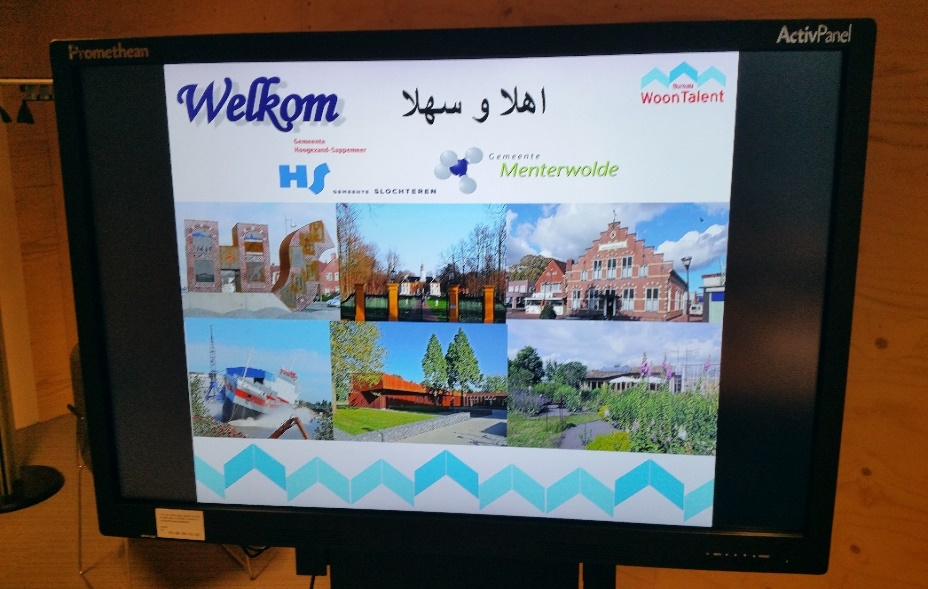 Promethean
ActivPanel
Welkom
اهلا و سهلا
Bureau
WoonTalent
Gemeente
Hoogezand-Sappemeer
HS
GEMEENTE SLOCHTEREN
Gemeente
Menterwolde